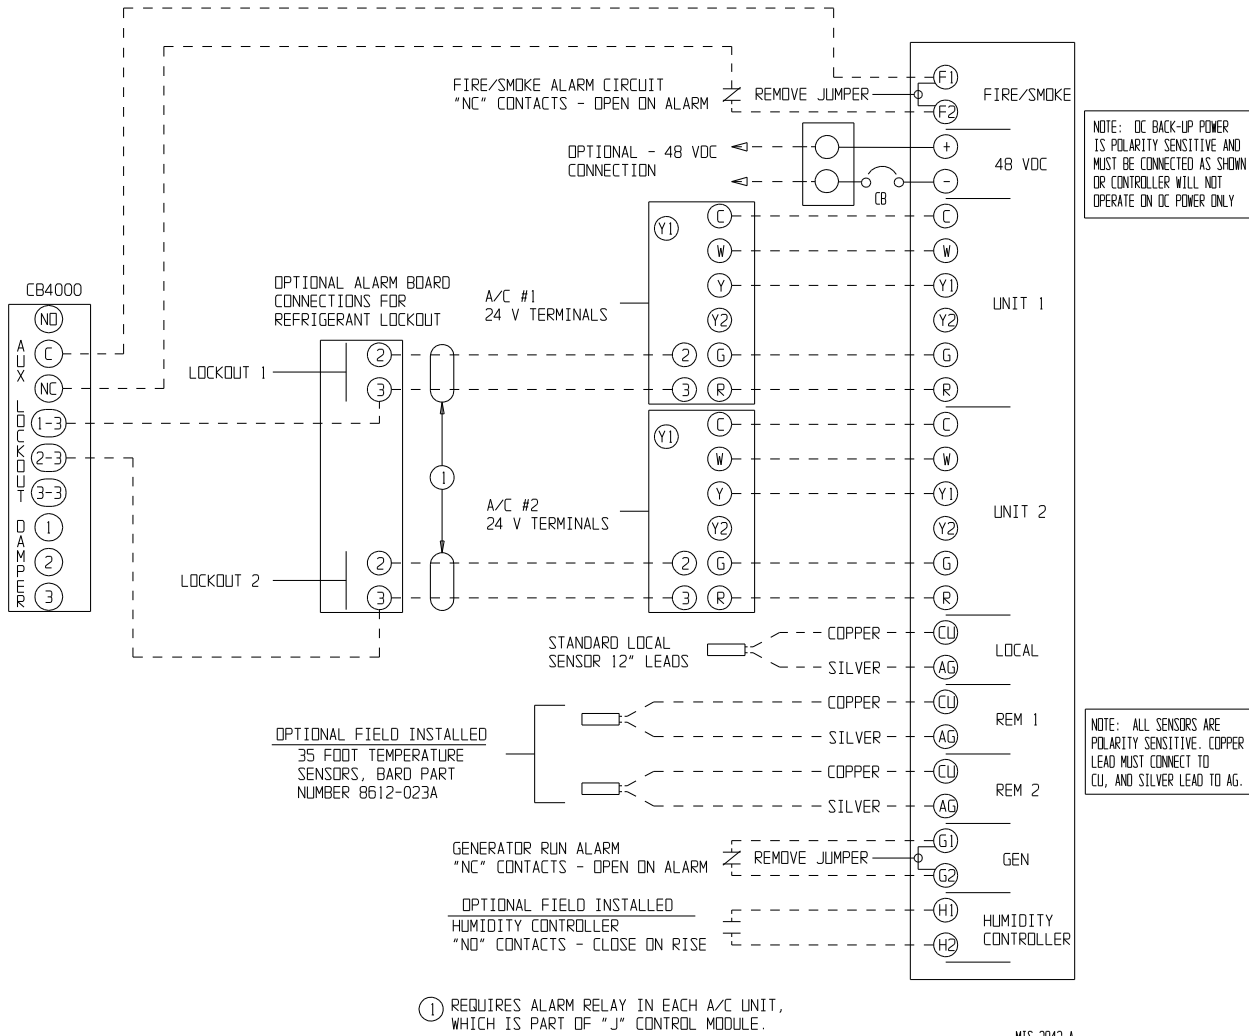 FIRE/SMOKE ALARM CIRCUIT
"NC" CONTACTS - OPEN ON ALARM
REMOVE JUMPER
F1
F2
FIRE/SMOKE
OPTIONAL - 48 VDC
CONNECTION
CB
+
-
48 VDC
NOTE: DC BACK-UP POWER
IS POLARITY SENSITIVE AND
MUST BE CONNECTED AS SHOWN
OR CONTROLLER WILL NOT
OPERATE ON DC POWER ONLY
CB4000
NO
C
NC
1-3
2-3
3-3
1
2
3
AUX
LOCKOUT
DAMPER
OPTIONAL ALARM BOARD
CONNECTIONS FOR
REFRIGERANT LOCKOUT
LOCKOUT 1
2
3
LOCKOUT 2
2
3
1
A/C #1
24 V TERMINALS
Y1
C
W
Y
Y2
2
G
3
R
C
W
Y1
Y2
G
R
UNIT 1
A/C #2
24 V TERMINALS
Y1
C
W
Y
Y2
2
G
3
R
C
W
Y1
Y2
G
R
UNIT 2
STANDARD LOCAL
SENSOR 12" LEADS
COPPER
CU
SILVER
AG
LOCAL
OPTIONAL FIELD INSTALLED
35 FOOT TEMPERATURE
SENSORS, BARD PART
NUMBER 8612-023A
COPPER
CU
SILVER
AG
REM 1
COPPER
CU
SILVER
AG
REM 2
NOTE: ALL SENSORS ARE
POLARITY SENSITIVE. COPPER
LEAD MUST CONNECT TO
CU, AND SILVER LEAD TO AG.
GENERATOR RUN ALARM
"NC" CONTACTS - OPEN ON ALARM
REMOVE JUMPER
G1
G2
GEN
OPTIONAL FIELD INSTALLED
HUMIDITY CONTROLLER
"NO" CONTACTS - CLOSE ON RISE
H1
H2
HUMIDITY
CONTROLLER
1 REQUIRES ALARM RELAY IN EACH A/C UNIT,
WHICH IS PART OF "J" CONTROL MODULE.